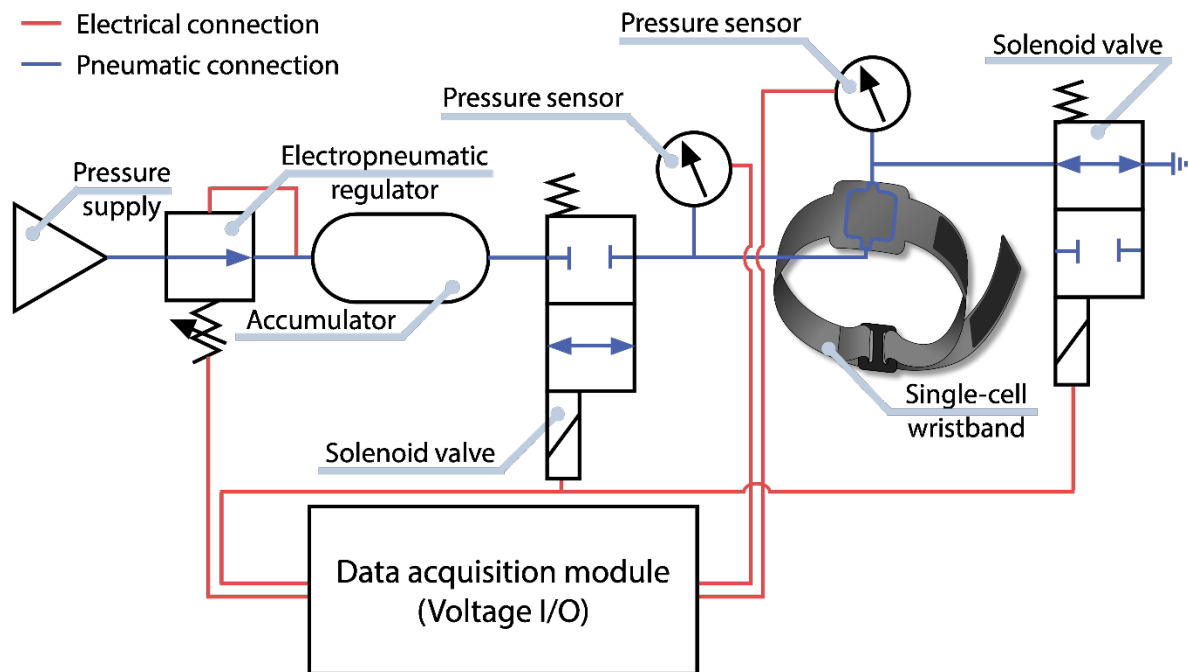 Electrical connection
Pneumatic connection
Pressure sensor
Solenoid valve
Pressure sensor
Electropneumatic
regulator
Pressure
supply
Accumulator
Single-cell
wristband
Solenoid valve
Data acquisition module
(Voltage I/O)